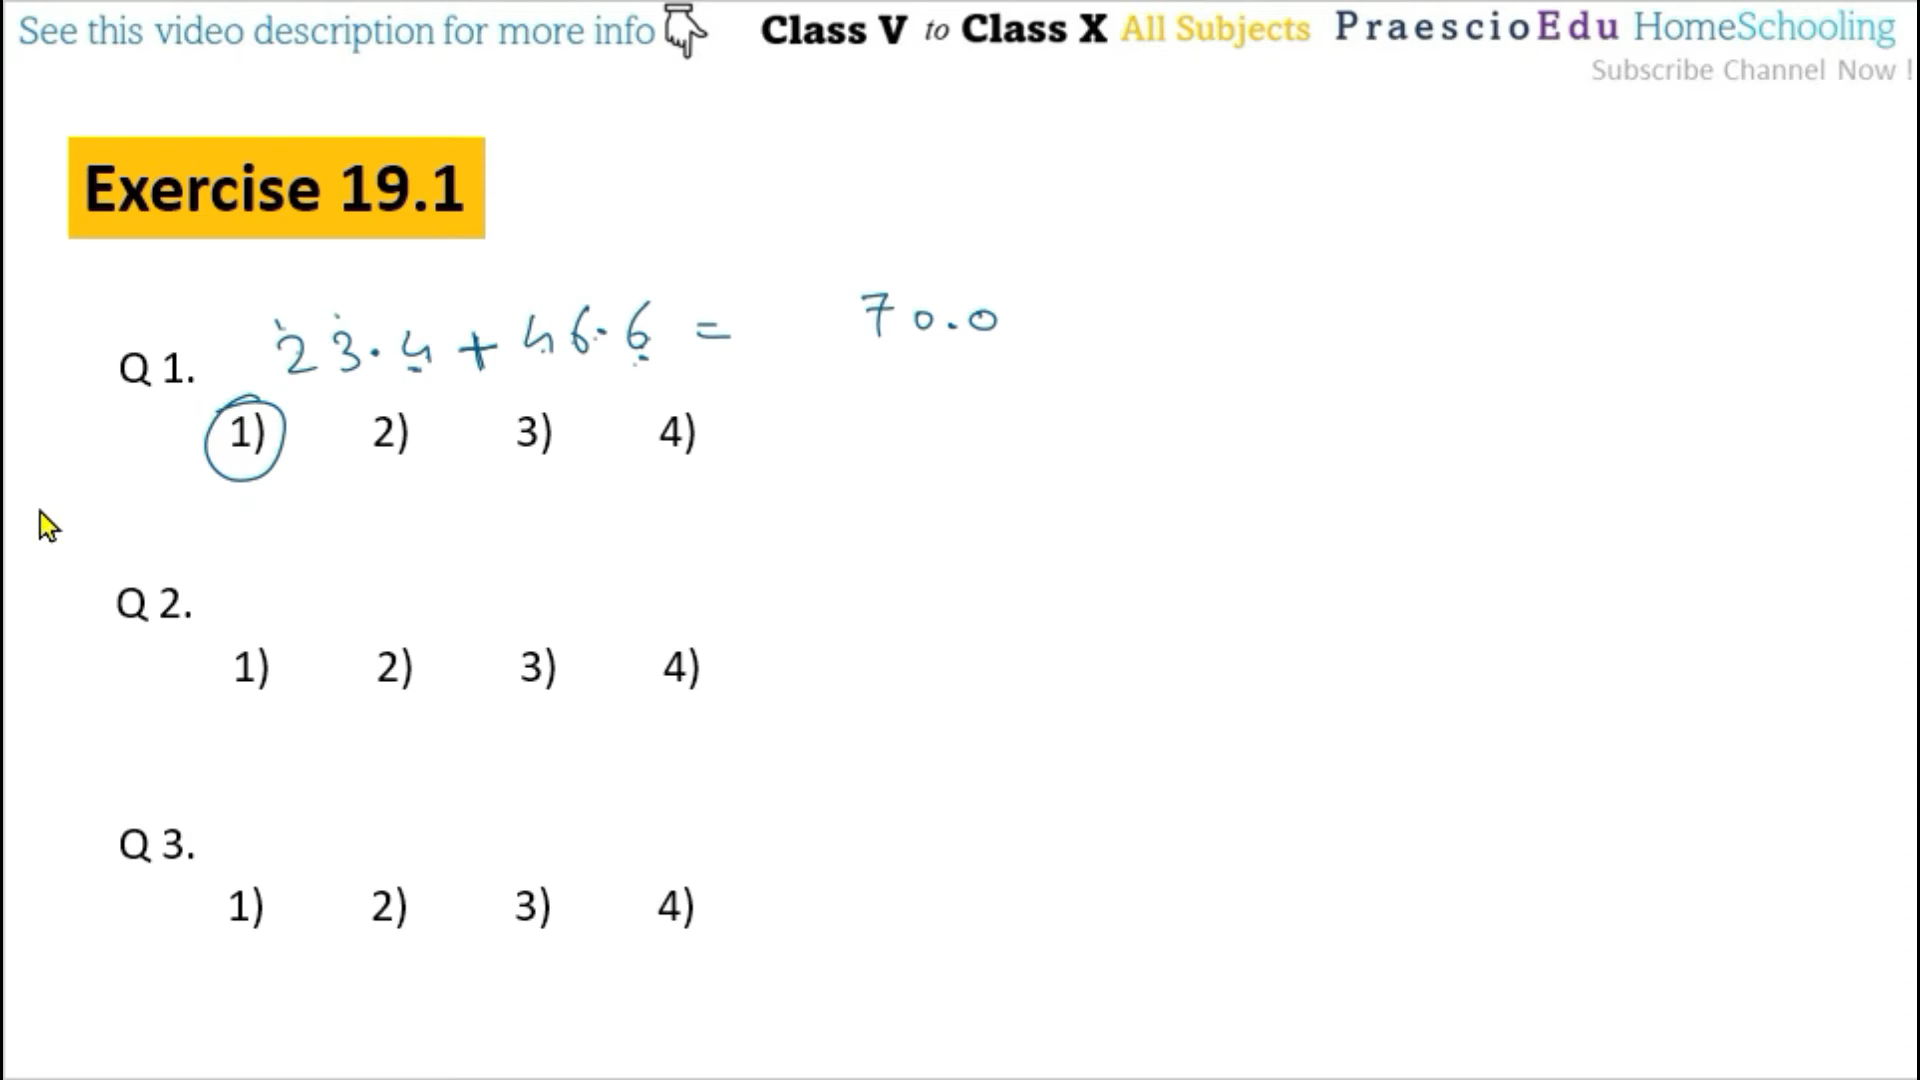 See this video description for more info Class V to Class X All Subjects PraescioEdu HomeSchooling
Subscribe Channel Now !
Exercise 19.1
23.4 + 46.6 = 70.0
Q 1.
1) 2) 3) 4)
Q 2.
1) 2) 3) 4)
Q 3.
1) 2) 3) 4)